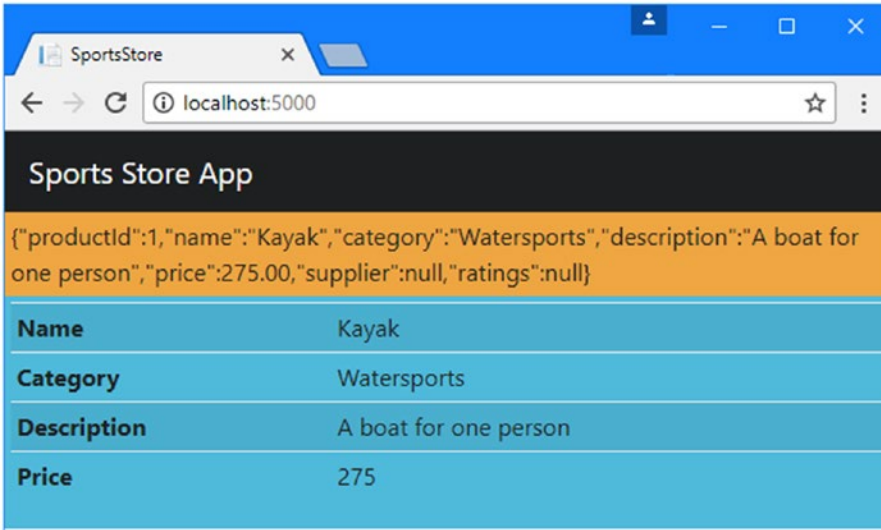 SportsStore
localhost:5000
Sports Store App
{"productId":1,"name":"Kayak","category":"Watersports","description":"A boat for
one person","price":275.00,"supplier":null,"ratings":null}
Name Kayak
Category Watersports
Description A boat for one person
Price 275